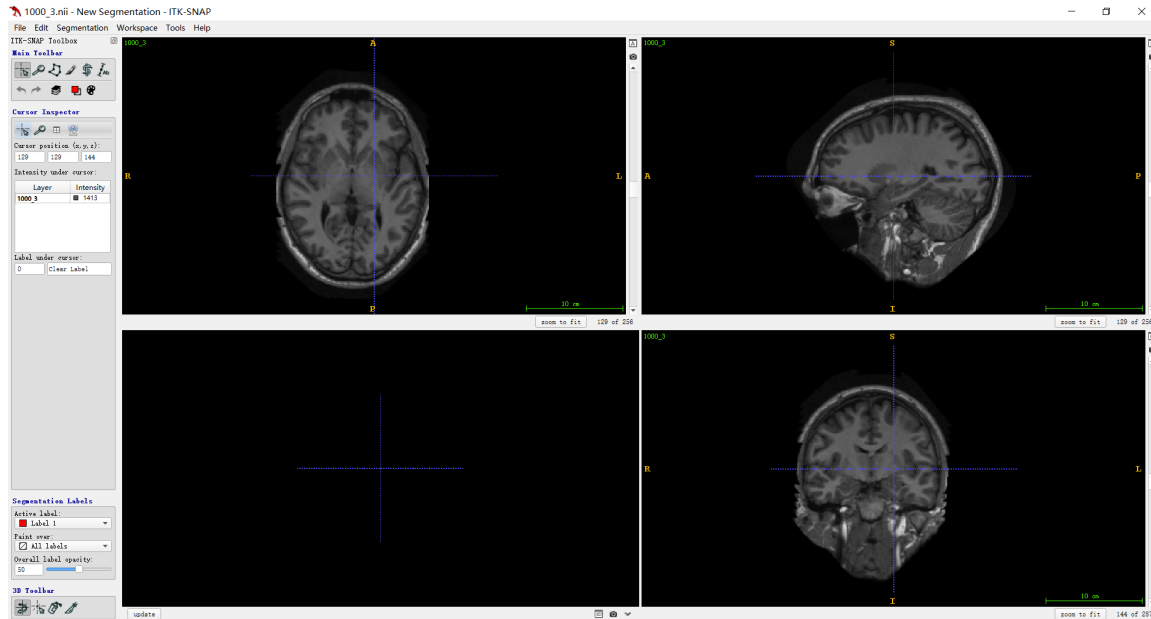 1000_3.nii - New Segmentation - ITK-SNAP
File Edit Segmentation Workspace Tools Help
ITK-SNAP Toolbox
Main Toolbar
Cursor Inspector
Cursor position (x,y,z):
129 129 144
Intensity under cursor:
Layer Intensity
1000_3 1413
Label under cursor:
0 Clear Label
Segmentation Labels
Active label:
Label 1
Paint over:
All labels
Overall label opacity:
50
3D Toolbar
1000_3
A
R
L
P
10 cm
zoom to fit 129 of 256
1000_3
S
A
P
I
10 cm
zoom to fit 129 of 256
update
1000_3
S
R
L
I
10 cm
zoom to fit 144 of 287